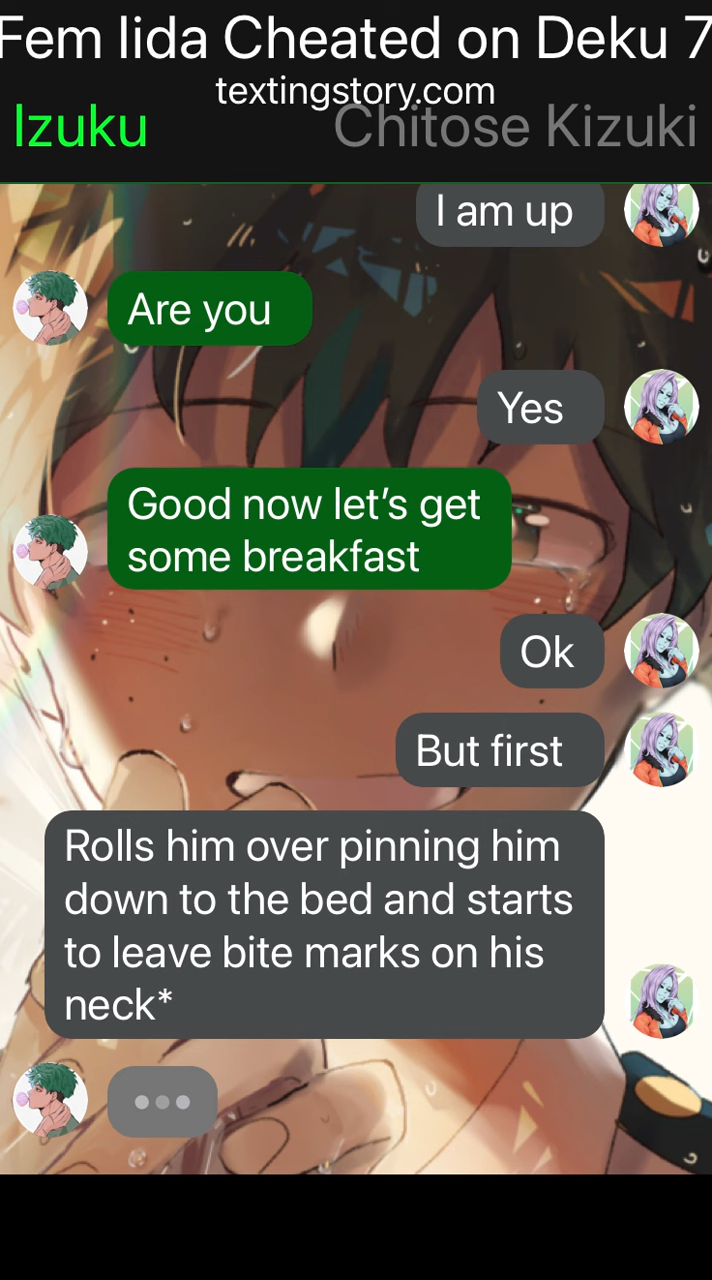 Fem Iida Cheated on Deku 7
textingstory.com
Izuku
Chitose Kizuki
I am up
Are you
Yes
Good now let’s get
some breakfast
Ok
But first
Rolls him over pinning him
down to the bed and starts
to leave bite marks on his
neck*